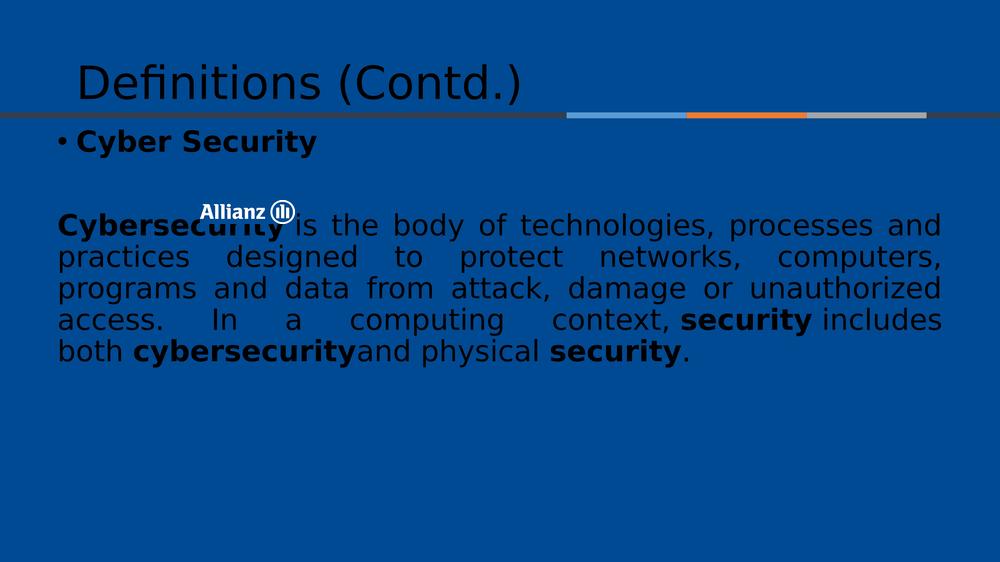 Definitions (Contd.)
• Cyber Security
Allianz
Cybersecurity is the body of technologies, processes and
practices designed to protect networks, computers,
programs and data from attack, damage or unauthorized
access. In a computing context, security includes
both cybersecurityand physical security.